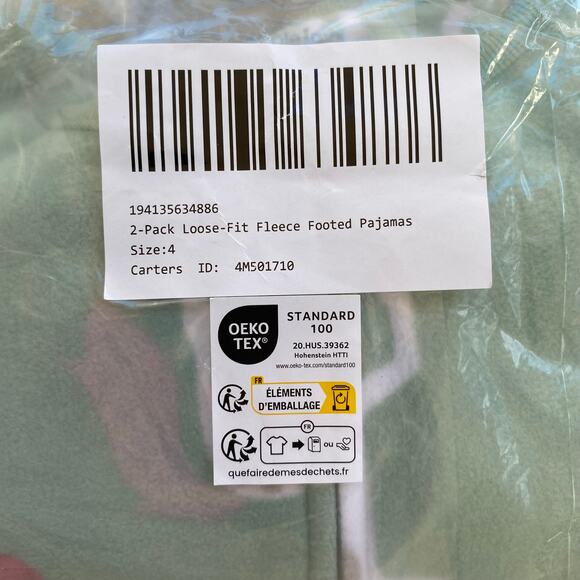 194135634886
2-Pack Loose-Fit Fleece Footed Pajamas
Size:4
Carters ID: 4M501710
OEKO
TEX®
STANDARD
100
20.HUS.39362
Hohenstein HTTI
www.oeko-tex.com/standard100
FR
ÉLÉMENTS
D'EMBALLAGE
FR
ou
quefairedemesdechets.fr